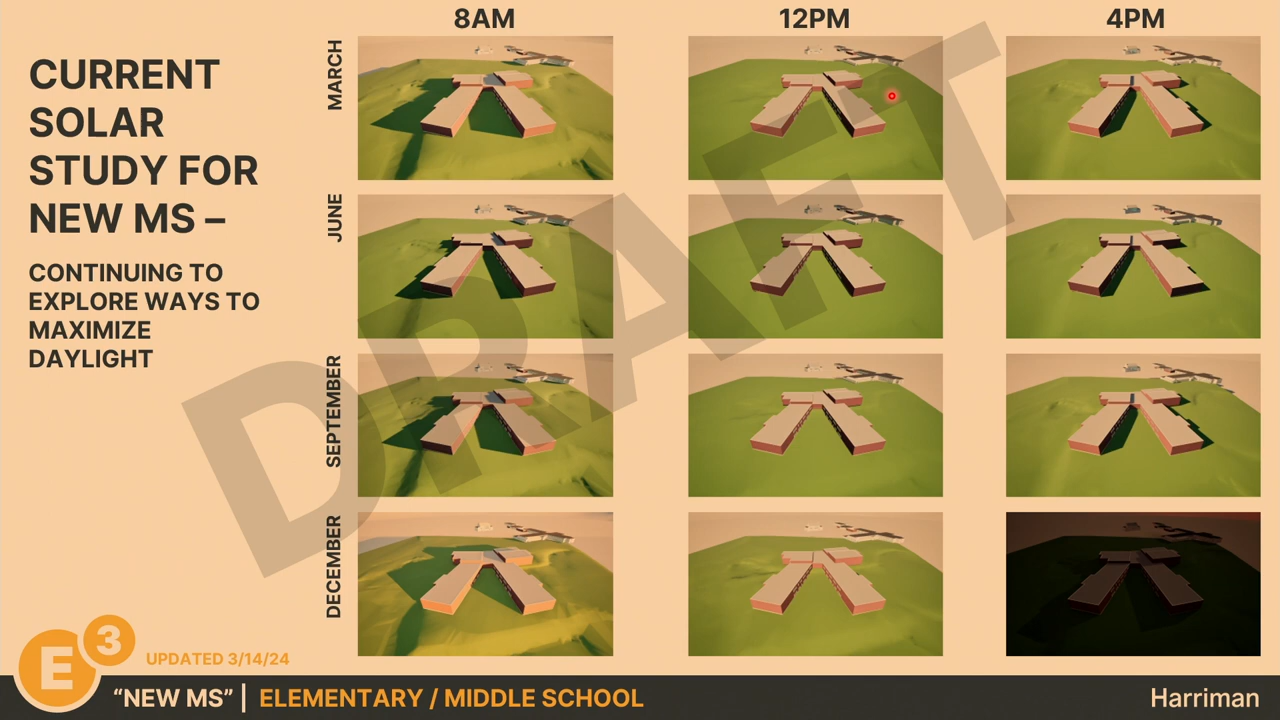 8AM
12PM
4PM
CURRENT
SOLAR
STUDY FOR
NEW MS –
CONTINUING TO
EXPLORE WAYS TO
MAXIMIZE
DAYLIGHT
MARCH
JUNE
SEPTEMBER
DECEMBER
DRAFT
E3
UPDATED 3/14/24
“NEW MS” | ELEMENTARY / MIDDLE SCHOOL
Harriman